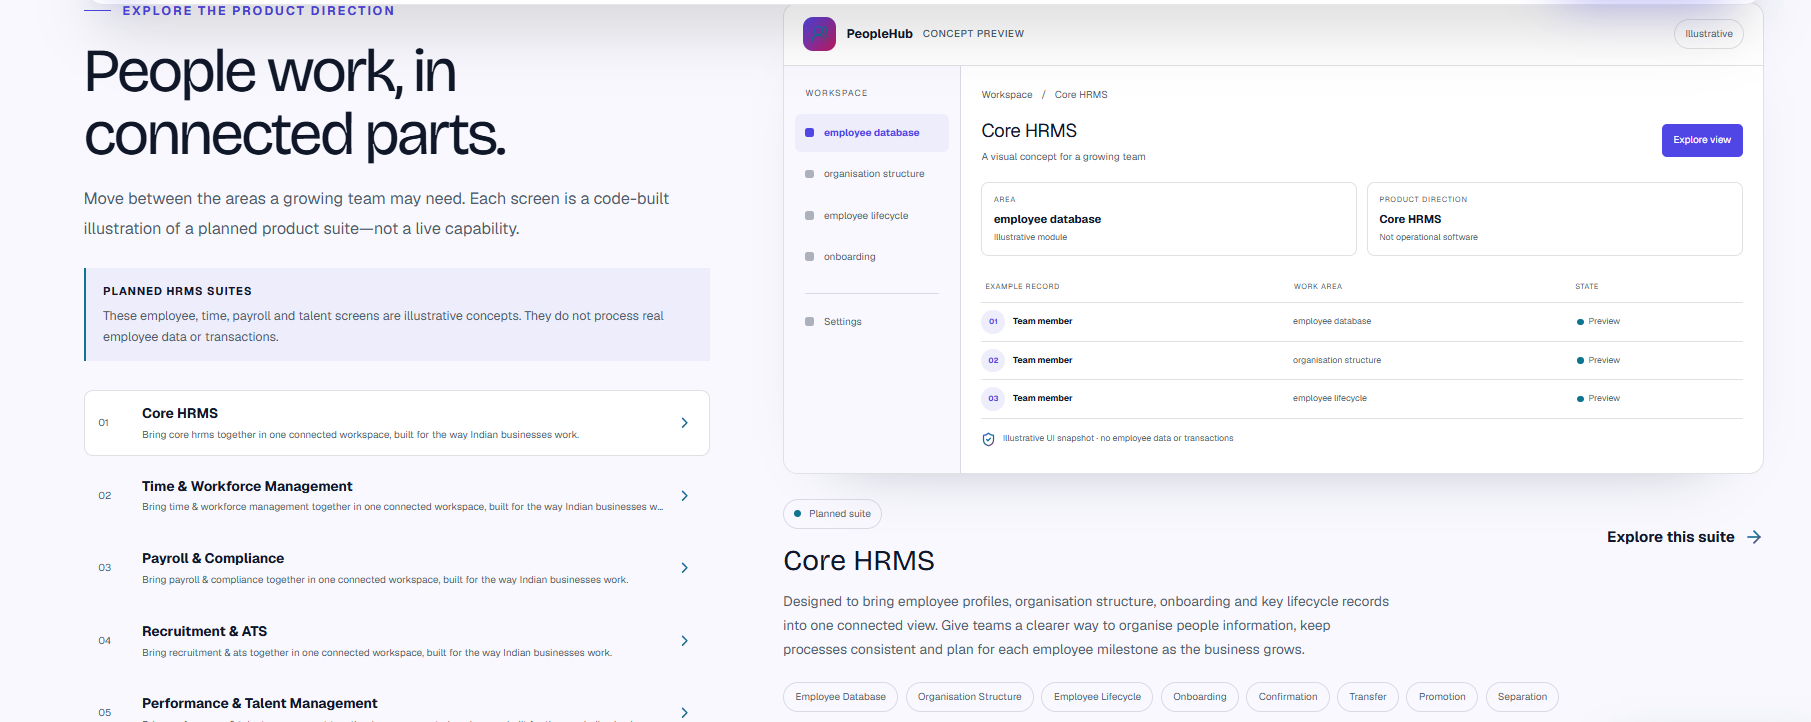 EXPLORE THE PRODUCT DIRECTION
People work, in
connected parts.
Move between the areas a growing team may need. Each screen is a code-built
illustration of a planned product suite—not a live capability.
PLANNED HRMS SUITES
These employee, time, payroll and talent screens are illustrative concepts. They do not process real
employee data or transactions.
01
Core HRMS
Bring core hrms together in one connected workspace, built for the way Indian businesses work.
02
Time & Workforce Management
Bring time & workforce management together in one connected workspace, built for the way Indian businesses w...
03
Payroll & Compliance
Bring payroll & compliance together in one connected workspace, built for the way Indian businesses work.
04
Recruitment & ATS
Bring recruitment & ats together in one connected workspace, built for the way Indian businesses work.
05
Performance & Talent Management
PeopleHub CONCEPT PREVIEW
Illustrative
WORKSPACE
employee database
organisation structure
employee lifecycle
onboarding
Settings
Workspace / Core HRMS
Core HRMS
A visual concept for a growing team
Explore view
AREA
employee database
Illustrative module
PRODUCT DIRECTION
Core HRMS
Not operational software
EXAMPLE RECORD WORK AREA STATE
01 Team member employee database Preview
02 Team member organisation structure Preview
03 Team member employee lifecycle Preview
Illustrative UI snapshot · no employee data or transactions
Planned suite
Core HRMS
Explore this suite
Designed to bring employee profiles, organisation structure, onboarding and key lifecycle records
into one connected view. Give teams a clearer way to organise people information, keep
processes consistent and plan for each employee milestone as the business grows.
Employee Database Organisation Structure Employee Lifecycle Onboarding Confirmation Transfer Promotion Separation